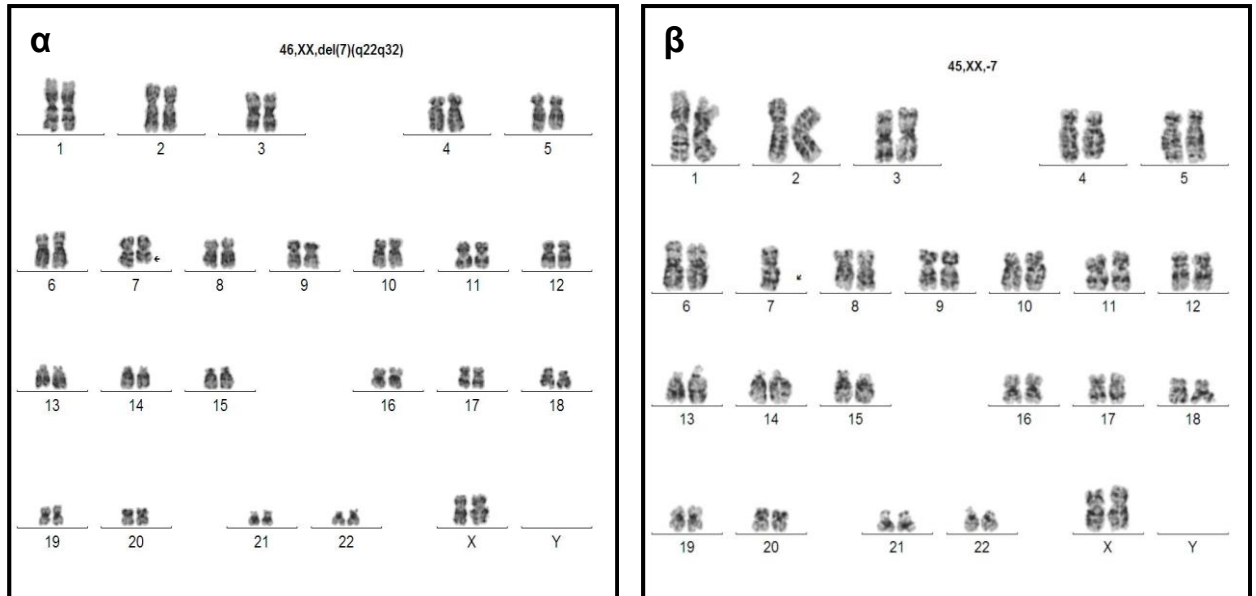 α
46,XX,del(7)(q22q32)
1 2 3 4 5
6 7 8 9 10 11 12
13 14 15 16 17 18
19 20 21 22 X Y
β
45,XX,-7
1 2 3 4 5
6 7 8 9 10 11 12
13 14 15 16 17 18
19 20 21 22 X Y